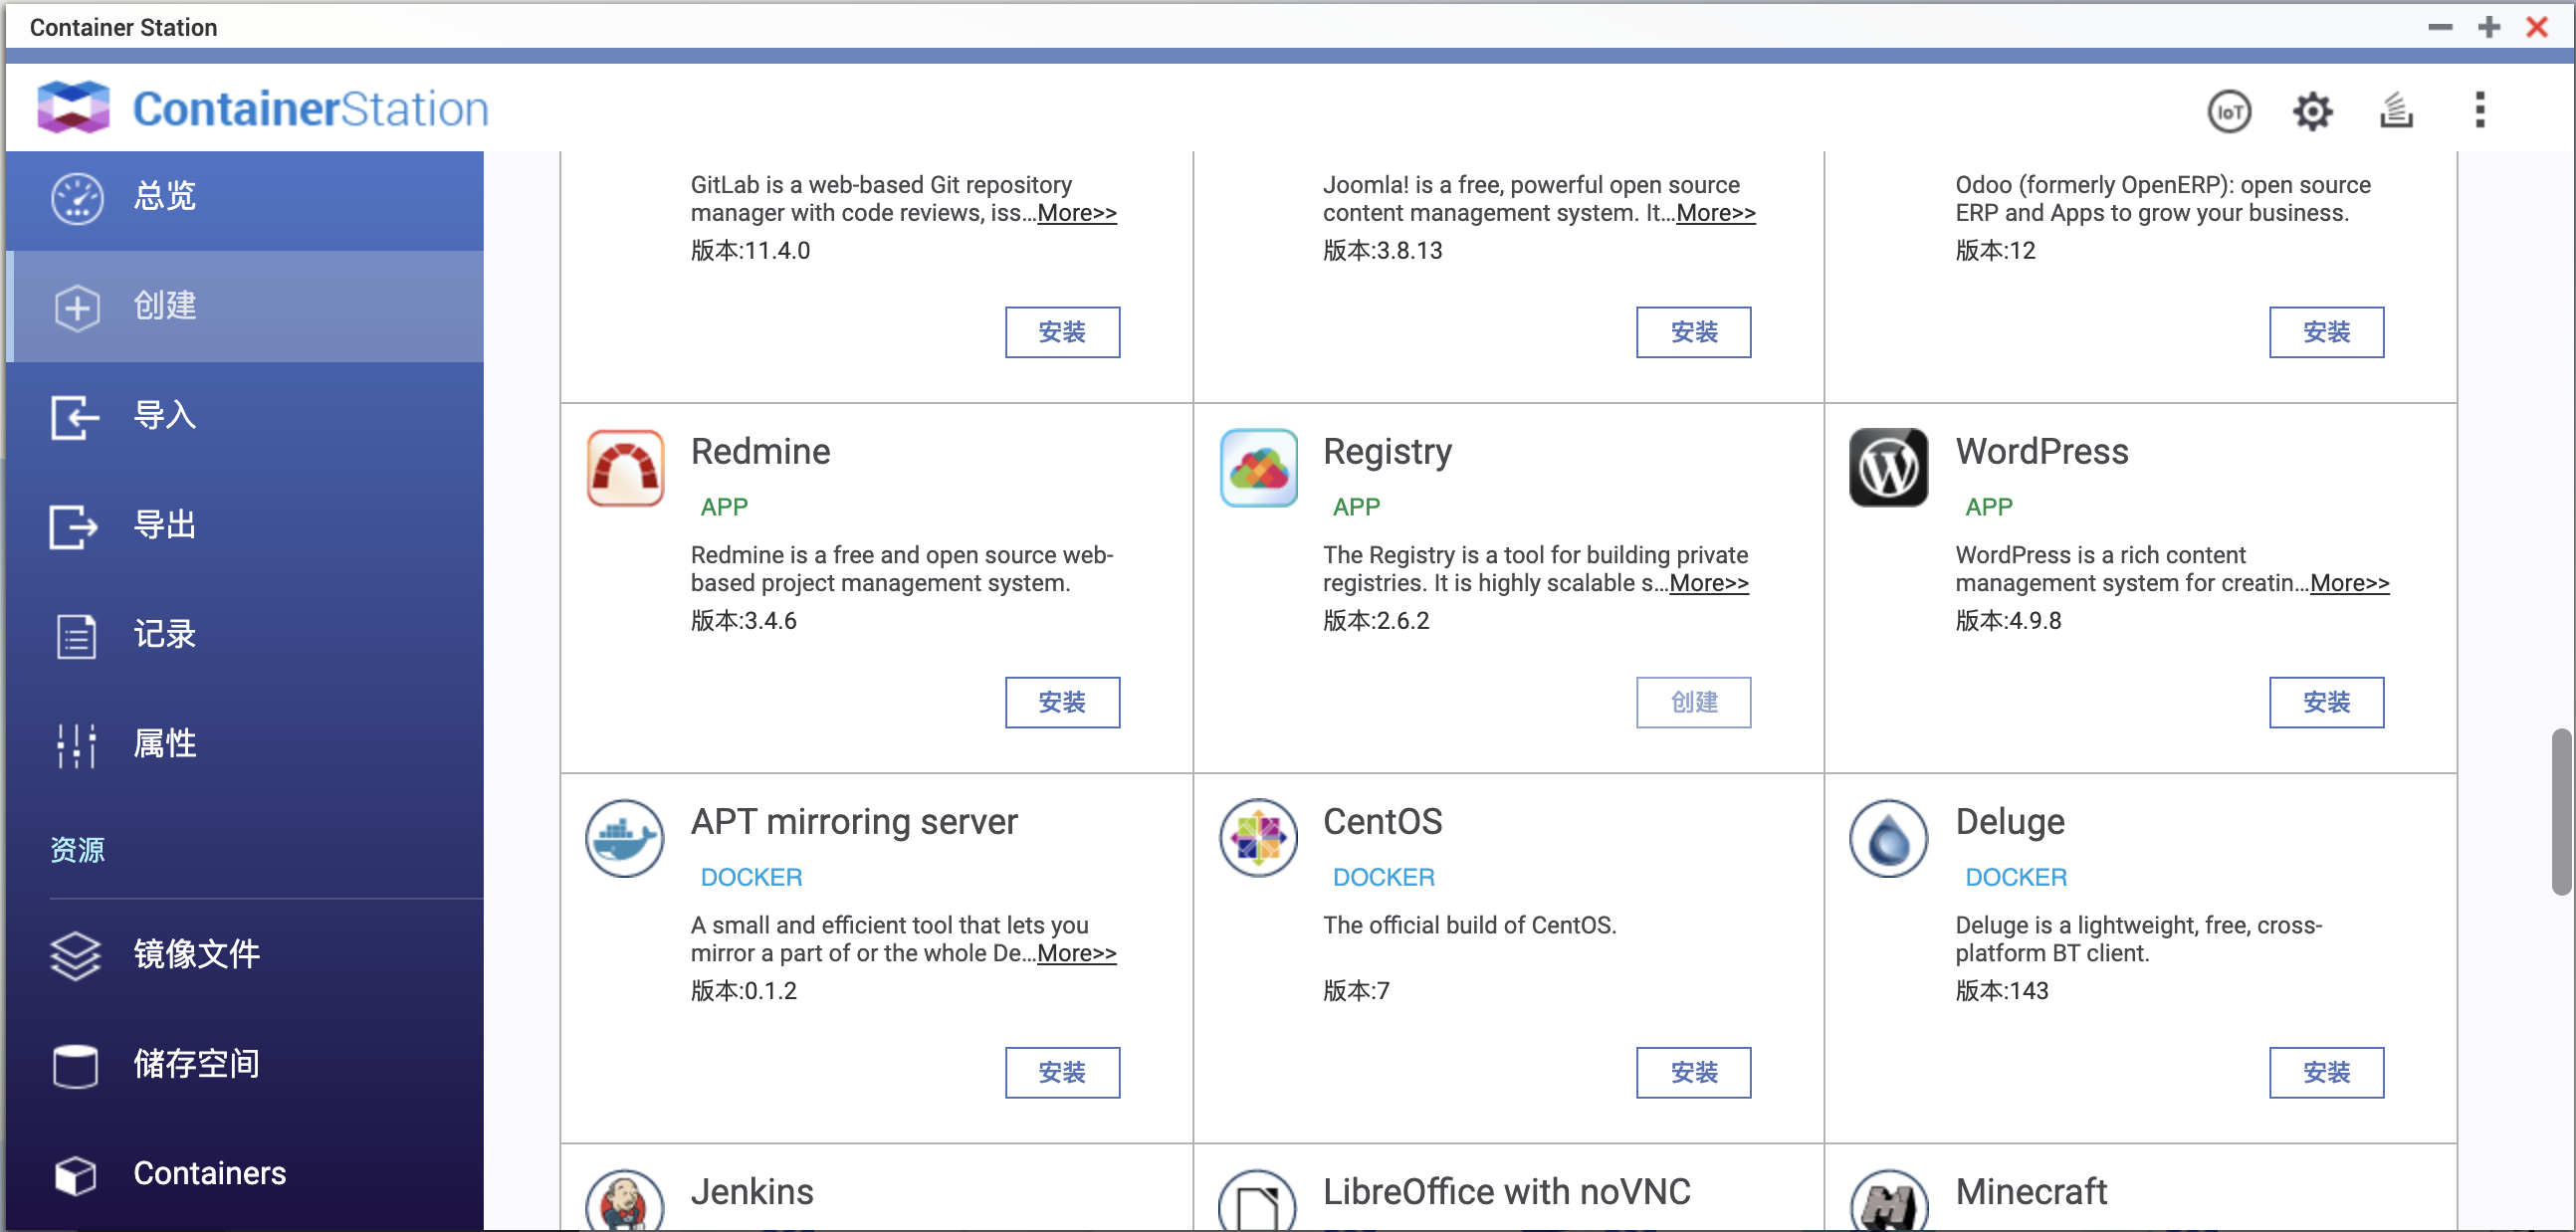 Container Station
ContainerStation
IoT
总览
创建
导入
导出
记录
属性
资源
镜像文件
储存空间
Containers
GitLab is a web-based Git repository
manager with code reviews, iss...More>>
版本:11.4.0
安装
Joomla! is a free, powerful open source
content management system. It...More>>
版本:3.8.13
安装
Odoo (formerly OpenERP): open source
ERP and Apps to grow your business.
版本:12
安装
Redmine
APP
Redmine is a free and open source web-
based project management system.
版本:3.4.6
安装
Registry
APP
The Registry is a tool for building private
registries. It is highly scalable s...More>>
版本:2.6.2
创建
WordPress
APP
WordPress is a rich content
management system for creatin...More>>
版本:4.9.8
安装
APT mirroring server
DOCKER
A small and efficient tool that lets you
mirror a part of or the whole De...More>>
版本:0.1.2
安装
CentOS
DOCKER
The official build of CentOS.
版本:7
安装
Deluge
DOCKER
Deluge is a lightweight, free, cross-
platform BT client.
版本:143
安装
Jenkins
LibreOffice with noVNC
Minecraft